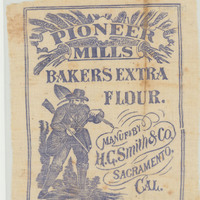 PIONEER
MILLS
BAKERS EXTRA
FLOUR.
MANUF'D BY
H.G. Smith & Co.
SACRAMENTO,
CAL.